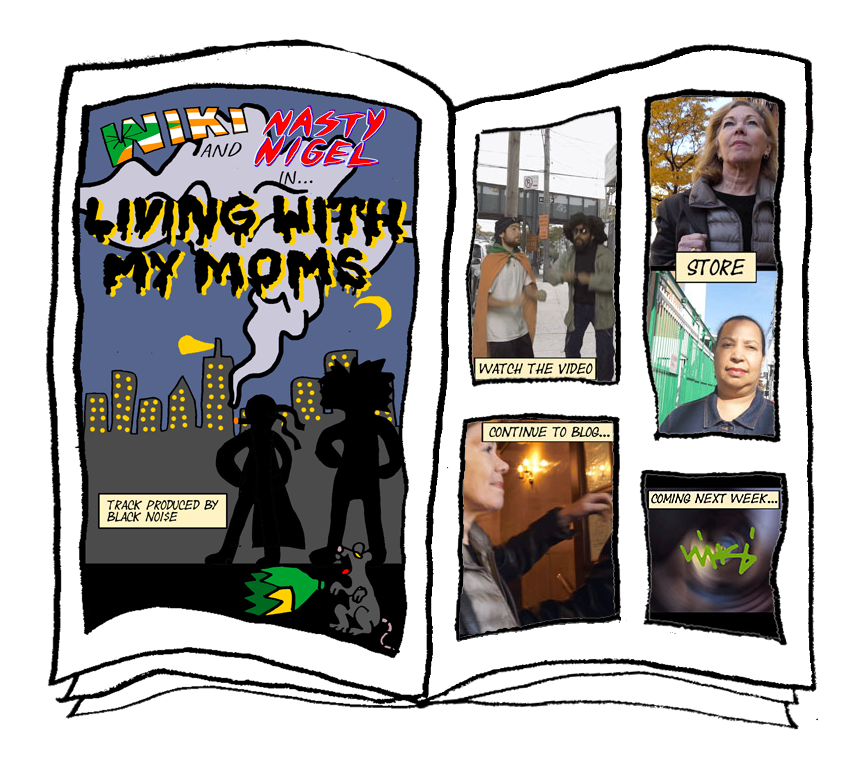 WIKI
AND
NASTY
NIGEL
IN...
LIVING WITH
MY MOMS
TRACK PRODUCED BY
BLACK NOI$E
WATCH THE VIDEO
CONTINUE TO BLOG...
STORE
COMING NEXT WEEK...
WiKi